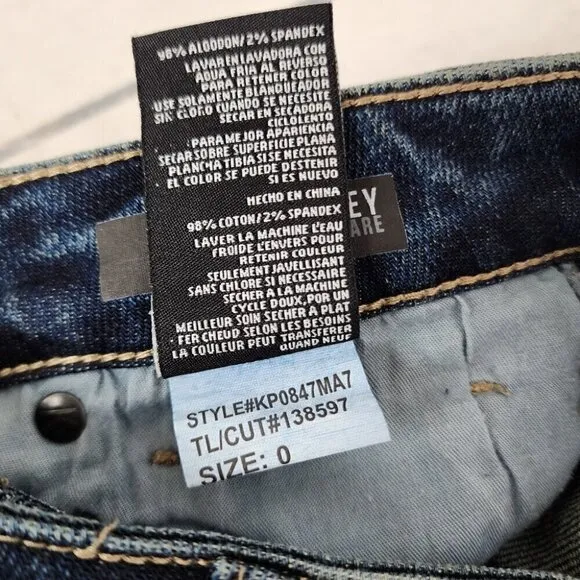 98% ALGODON/2% SPANDEX
LAVAR EN LAVADORA CON
AGUA FRIA AL REVERSO
PARA RETENER COLOR
USE SOLAMENTE BLANQUEADOR
SIN CLORO CUANDO SE NECESITE
SECAR EN SECADORA
CICLO LENTO
PARA MEJOR APARIENCIA
SECAR SOBRE SUPERFICIE PLANA
PLANCHA TIBIA SI SE NECESITA
EL COLOR SE PUEDE DESTENIR
SI ES NUEVO
HECHO EN CHINA
98% COTON/2% SPANDEX
LAVER LA MACHINE L'EAU
FROIDE L'ENVERS POUR
RETENIR COULEUR
SEULEMENT JAVELLISANT
SANS CHLORE SI NECESSAIRE
SECHER A LA MACHINE
CYCLE DOUX, POUR UN
MEILLEUR SOIN SECHER A PLAT
FER CHEUD SELON LES BESOINS
LA COULEUR PEUT TRANSFERER
QUAND NEUF
EY
ARE
STYLE#KP0847MA7
TL/CUT#138597
SIZE: 0